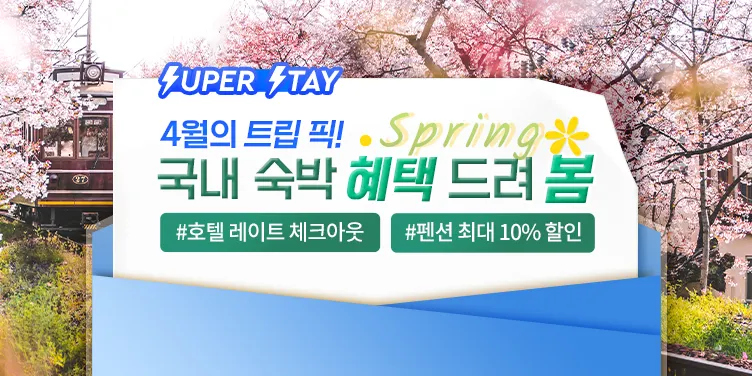 SUPER STAY
4월의 트립 픽!
Spring
국내 숙박 혜택 드려 봄
#호텔 레이트 체크아웃
#펜션 최대 10% 할인
27